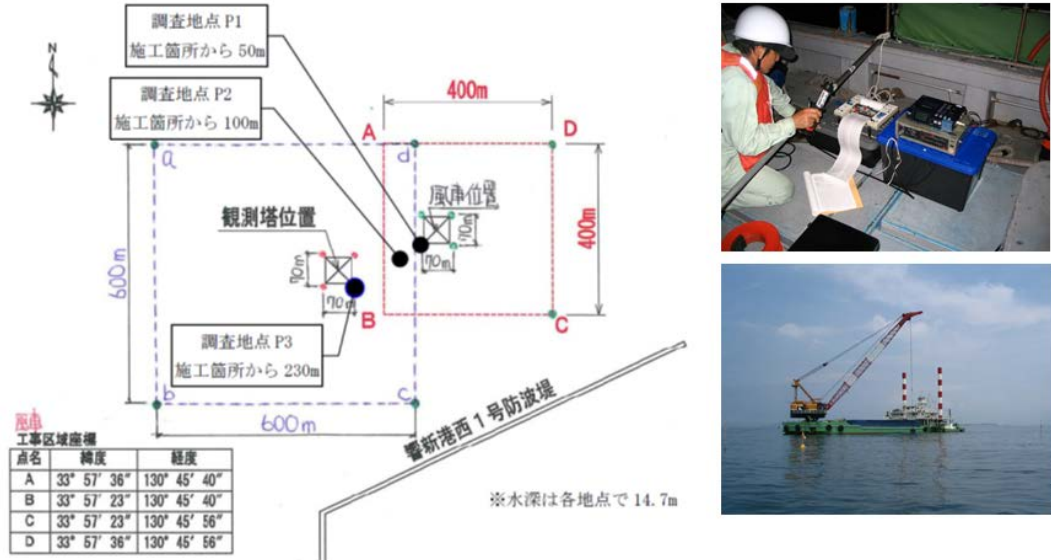 調査地点 P1
施工箇所から 50m
N
調査地点 P2
施工箇所から 100m
400m
A
D
a
d
風車位置
観測塔位置
70m
70m
70m
70m
400m
600m
B
C
調査地点 P3
施工箇所から 230m
b
c
600m
響新港西1号防波堤
風車
工事区域座標
点名 緯度 経度
A 33° 57′ 36″ 130° 45′ 40″
B 33° 57′ 23″ 130° 45′ 40″
C 33° 57′ 23″ 130° 45′ 56″
D 33° 57′ 36″ 130° 45′ 56″
※水深は各地点で 14.7m